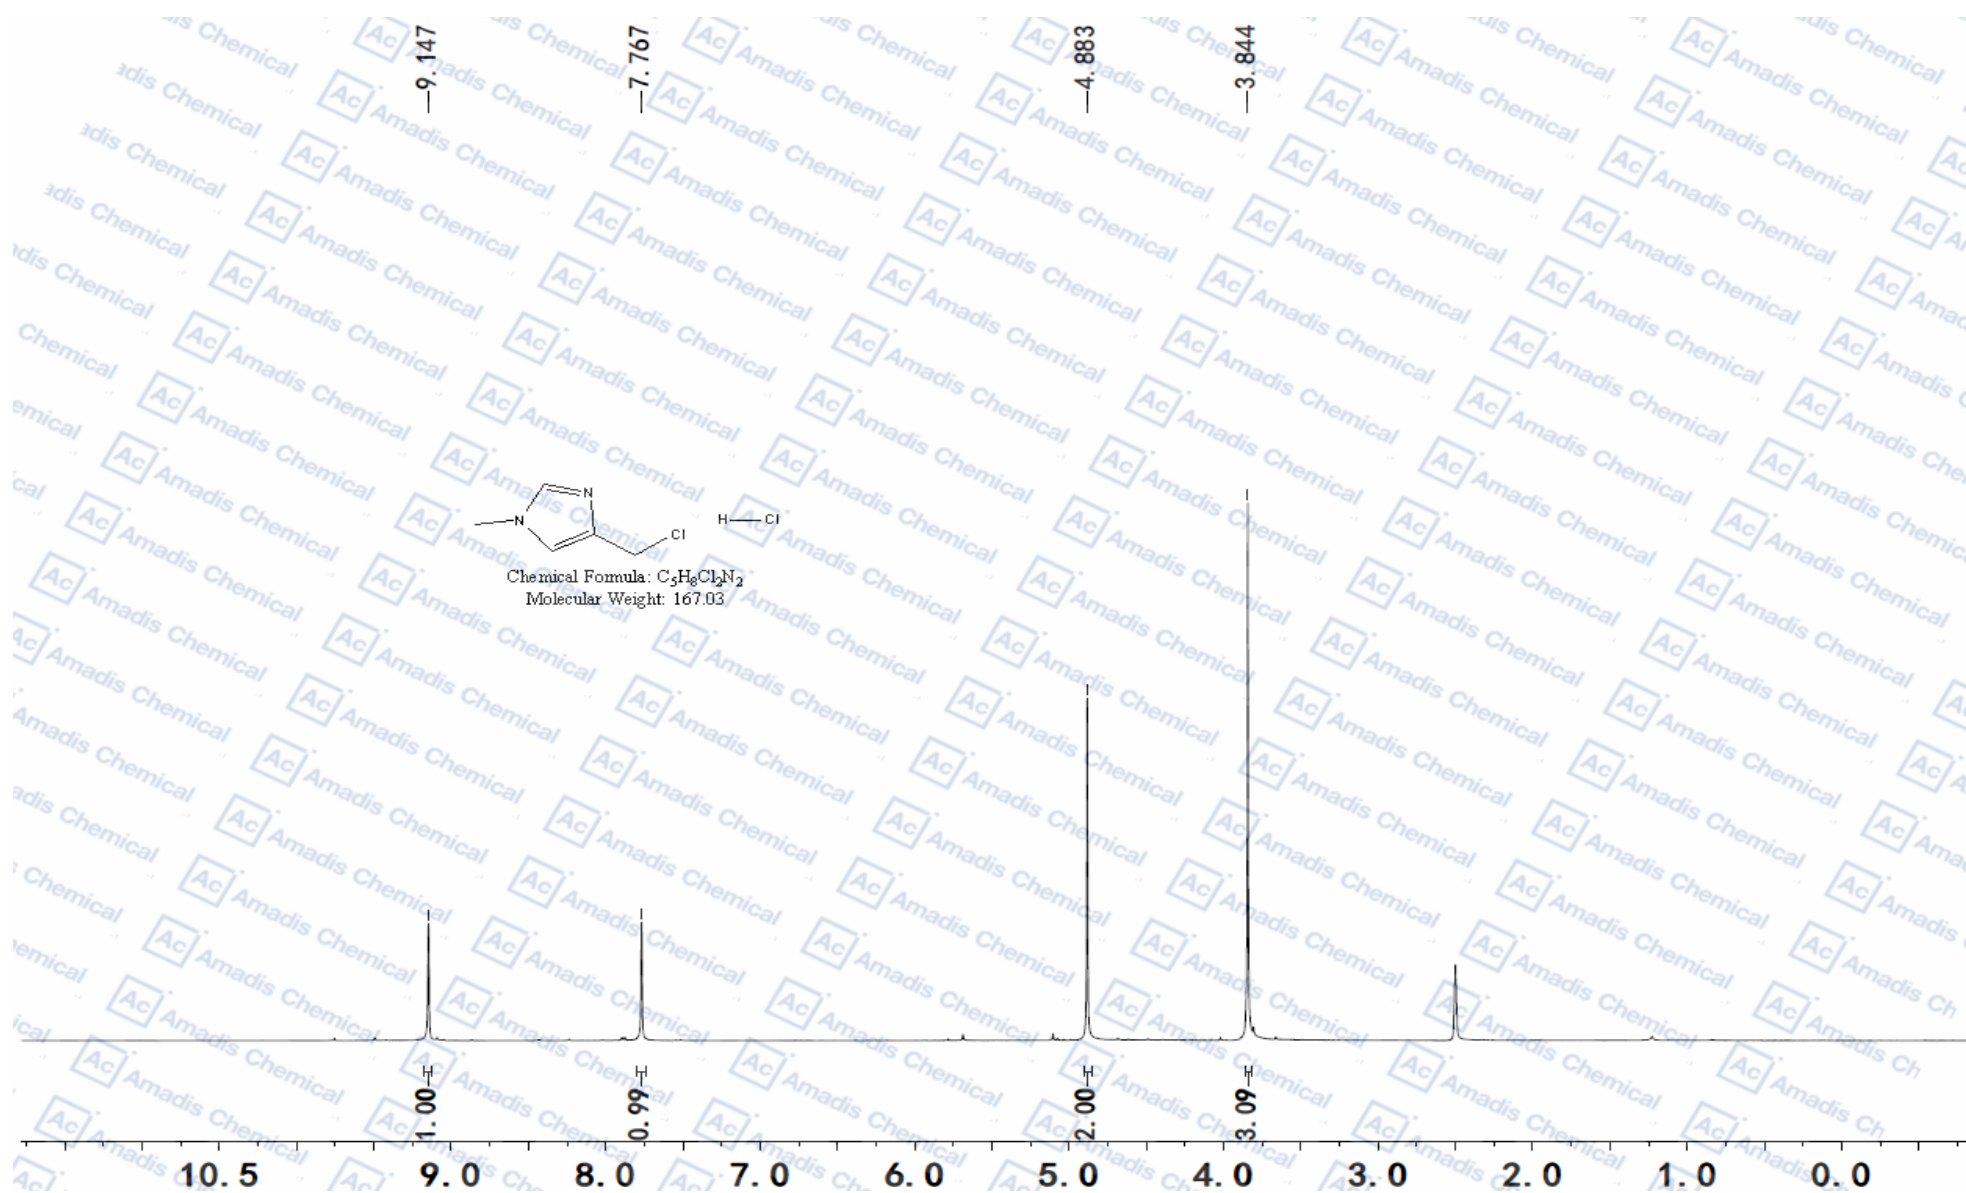 9.147
7.767
4.883
3.844
N
N
Cl
H Cl
Chemical Formula: C5H8Cl2N2
Molecular Weight: 167.03
1.00
0.99
2.00
3.09
10.5 9.0 8.0 7.0 6.0 5.0 4.0 3.0 2.0 1.0 0.0
Ac Amadis Chemical